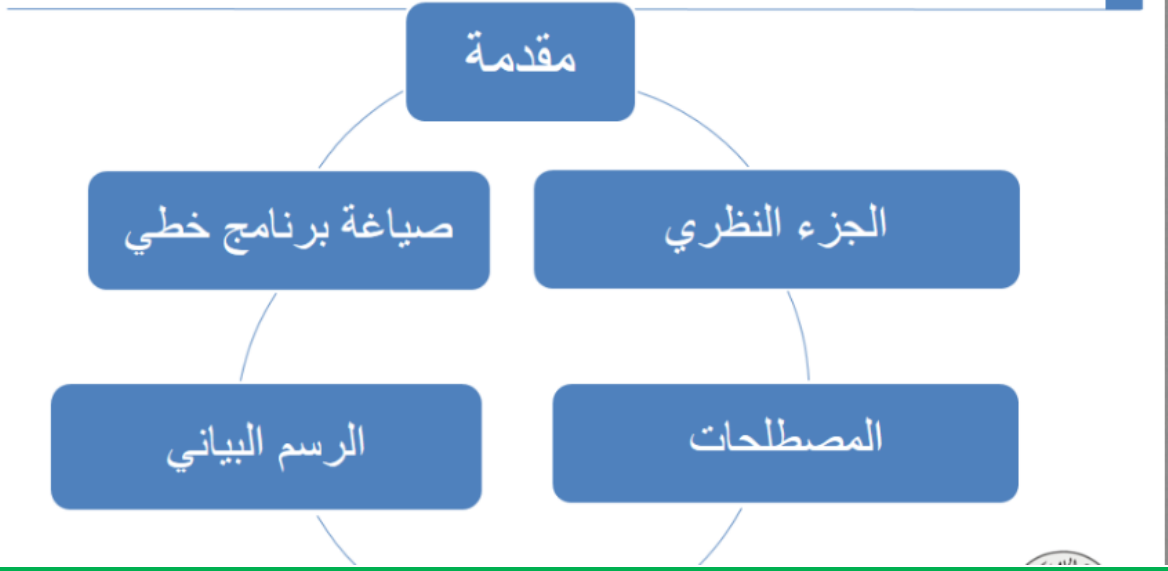 مقدمة
الجزء النظري
صياغة برنامج خطي
المصطلحات
الرسم البياني